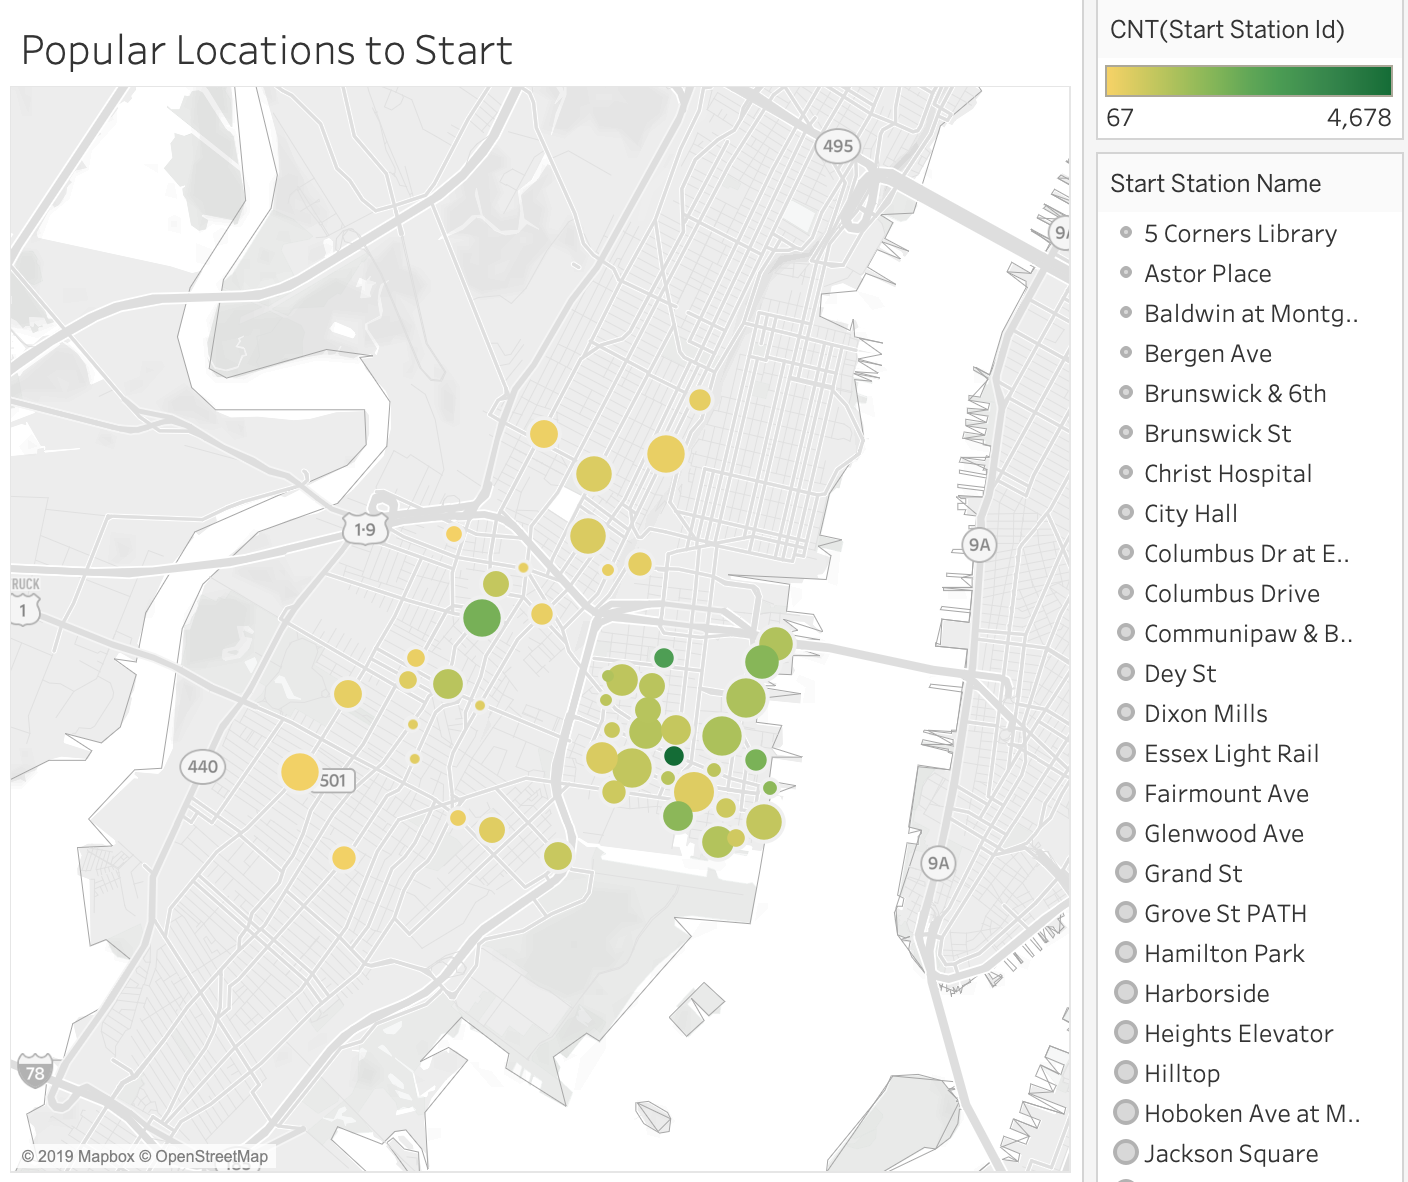 Popular Locations to Start
CNT(Start Station Id)
67
4,678
Start Station Name
5 Corners Library
Astor Place
Baldwin at Montg..
Bergen Ave
Brunswick & 6th
Brunswick St
Christ Hospital
City Hall
Columbus Dr at E..
Columbus Drive
Communipaw & B..
Dey St
Dixon Mills
Essex Light Rail
Fairmount Ave
Glenwood Ave
Grand St
Grove St PATH
Hamilton Park
Harborside
Heights Elevator
Hilltop
Hoboken Ave at M..
Jackson Square
495
9A
1·9
9A
RUCK
1
440
501
9A
78
© 2019 Mapbox © OpenStreetMap